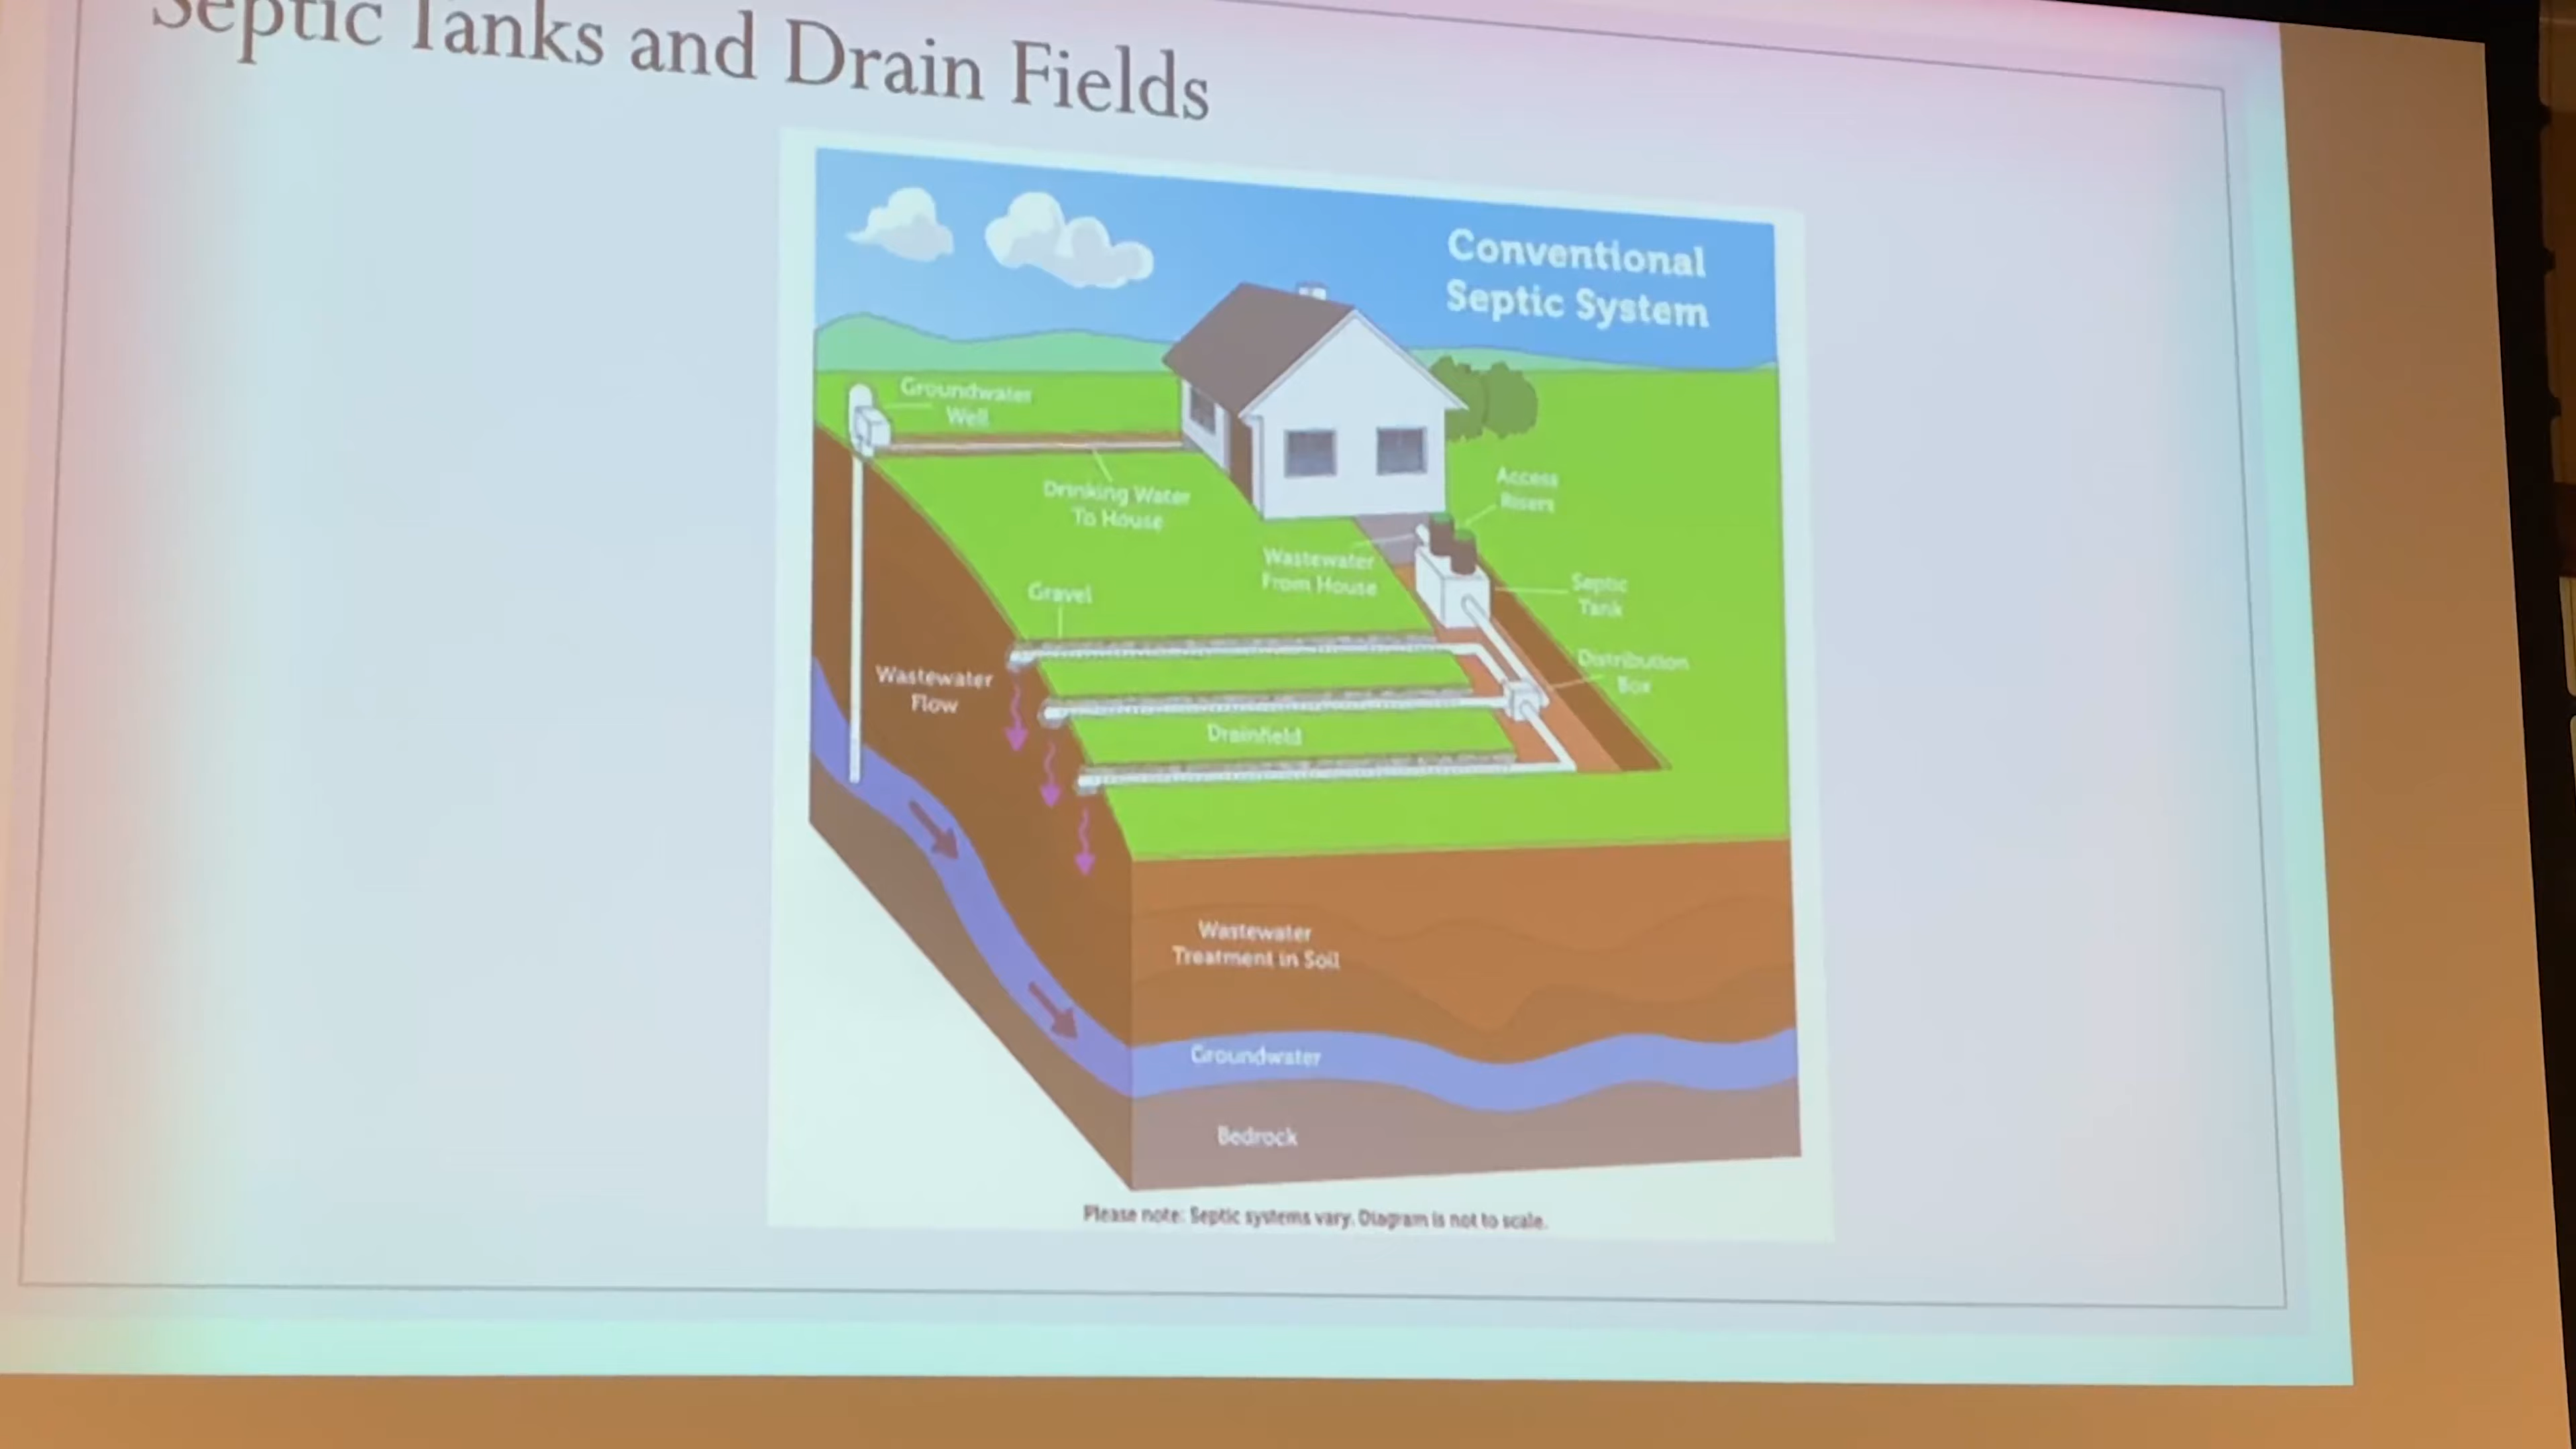 Septic Tanks and Drain Fields
Conventional
Septic System
Groundwater
Well
Drinking Water
To House
Access
Risers
Wastewater
From House
Septic
Tank
Gravel
Distribution
Box
Wastewater
Flow
Drainfield
Wastewater
Treatment in Soil
Groundwater
Bedrock
Please note: Septic systems vary. Diagram is not to scale.